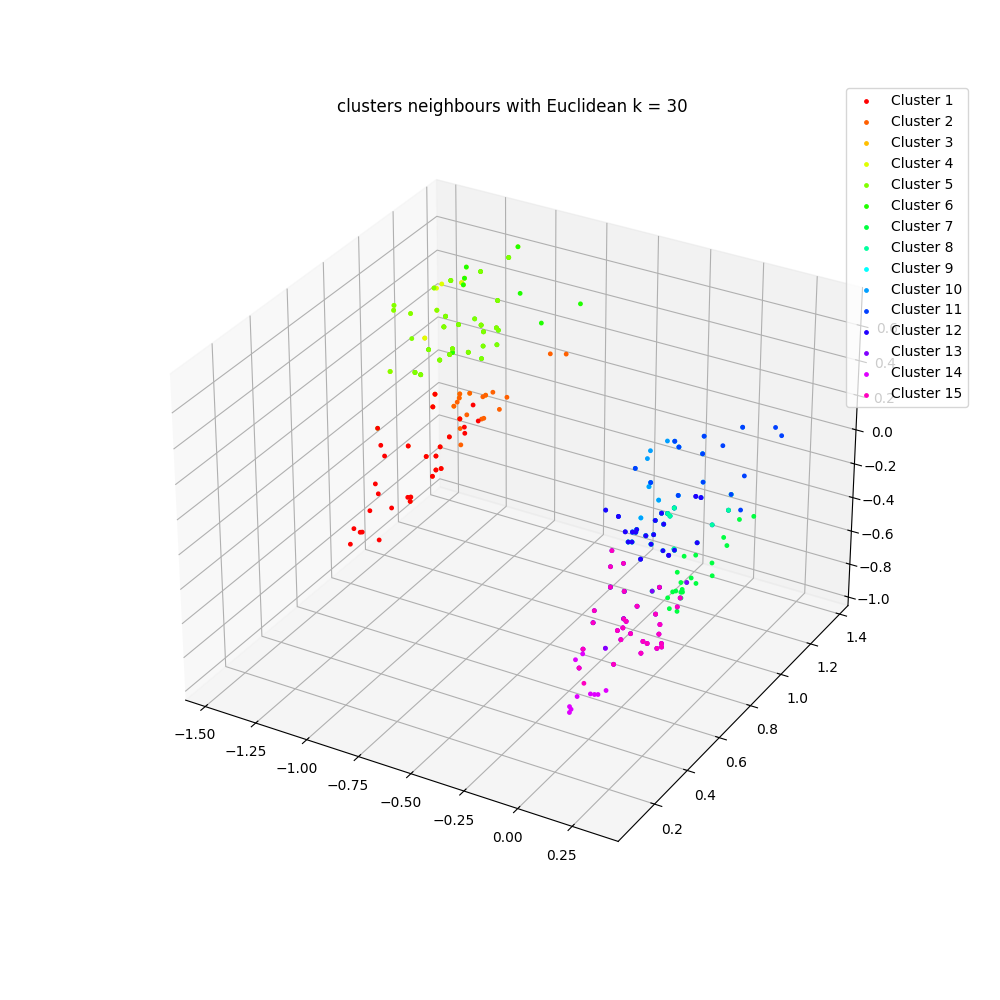 clusters neighbours with Euclidean k = 30
Cluster 1
Cluster 2
Cluster 3
Cluster 4
Cluster 5
Cluster 6
Cluster 7
Cluster 8
Cluster 9
Cluster 10
Cluster 11
Cluster 12
Cluster 13
Cluster 14
Cluster 15
0.4
0.2
0.0
−0.2
−0.4
−0.6
−0.8
−1.0
1.4
1.2
1.0
0.8
0.6
0.4
0.2
−1.50
−1.25
−1.00
−0.75
−0.50
−0.25
0.00
0.25